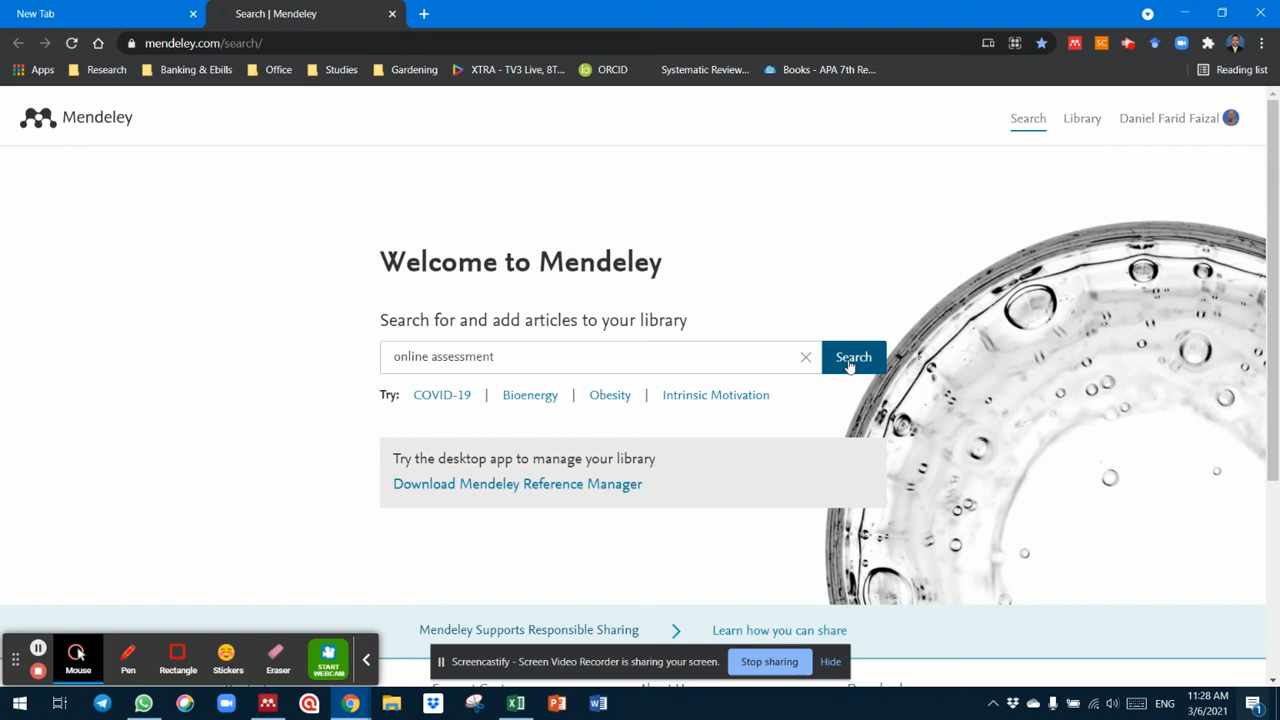 New Tab
Search | Mendeley
mendeley.com/search/
SC
Apps Research Banking & Ebills Office Studies Gardening XTRA - TV3 Live, 8T... ORCID Systematic Review... Books - APA 7th Re... Reading list
Mendeley
Search Library Daniel Farid Faizal
Welcome to Mendeley
Search for and add articles to your library
online assessment
Search
Try: COVID-19 | Bioenergy | Obesity | Intrinsic Motivation
Try the desktop app to manage your library
Download Mendeley Reference Manager
Mendeley Supports Responsible Sharing
Learn how you can share
Mouse Pen Rectangle Stickers Eraser
START
WEBCAM
Screencastify - Screen Video Recorder is sharing your screen. Stop sharing Hide
ENG
11:28 AM
3/6/2021
1